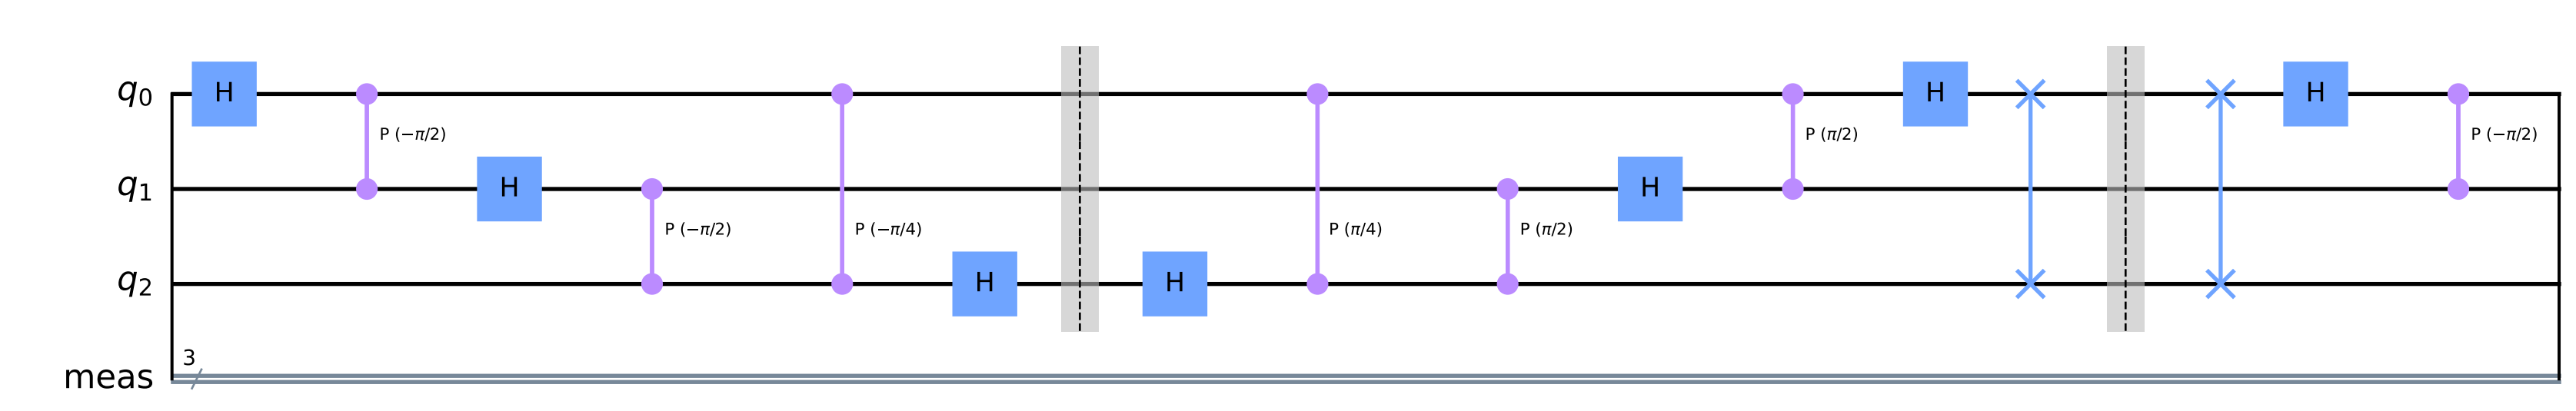 q0 H H H H
P (−π/2) P (π/2) P (−π/2)
q1 H H
P (−π/2) P (−π/4) P (π/4) P (π/2)
q2 H H
3
meas